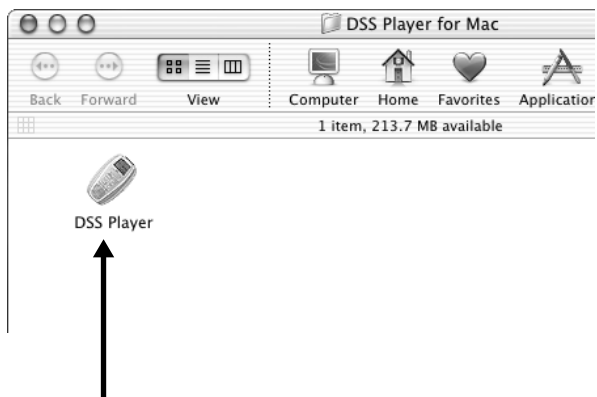 DSS Player for Mac
Back Forward View Computer Home Favorites Application
1 item, 213.7 MB available
DSS Player